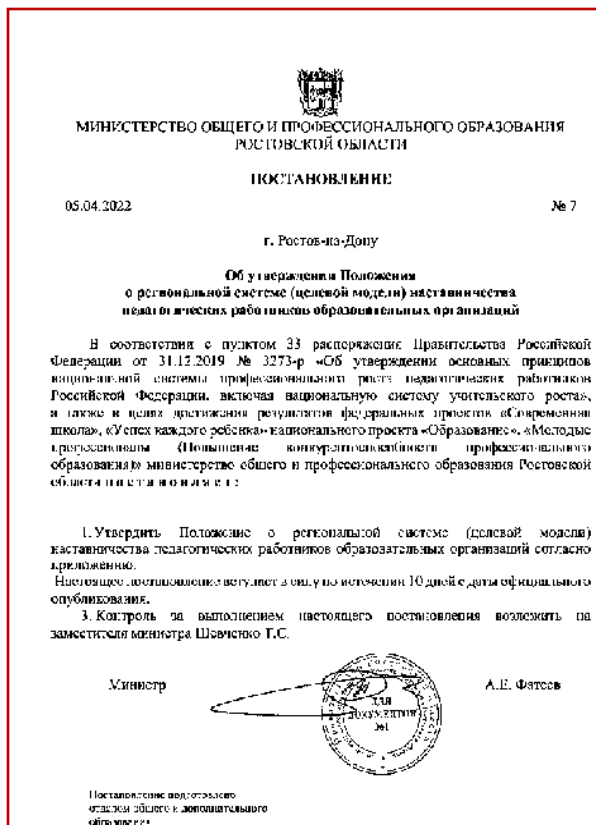 МИНИСТЕРСТВО ОБЩЕГО И ПРОФЕССИОНАЛЬНОГО ОБРАЗОВАНИЯ
РОСТОВСКОЙ ОБЛАСТИ
ПОСТАНОВЛЕНИЕ
05.04.2022 № 7
г. Ростов-на-Дону
Об утверждении Положения
о региональной системе (целевой модели) наставничества
педагогических работников образовательных организаций
В соответствии с пунктом 33 распоряжения Правительства Российской
Федерации от 31.12.2019 № 3273-р «Об утверждении основных принципов
национальной системы профессионального роста педагогических работников
Российской Федерации, включая национальную систему учительского роста»,
а также в целях достижения результатов федеральных проектов «Современная
школа», «Успех каждого ребенка» национального проекта «Образование», «Молодые
профессионалы (Повышение конкурентоспособности профессионального
образования)» министерство общего и профессионального образования Ростовской
области п о с т а н о в л я е т :
1. Утвердить Положение о региональной системе (целевой модели)
наставничества педагогических работников образовательных организаций согласно
приложению.
Настоящее постановление вступает в силу по истечении 10 дней с даты официального
опубликования.
3. Контроль за выполнением настоящего постановления возложить на
заместителя министра Шевченко Т.С.
Министр А.Е. Фатеев
ДЛЯ
ДОКУМЕНТОВ
№1
Постановление подготовлено
отделом общего и дополнительного
образования